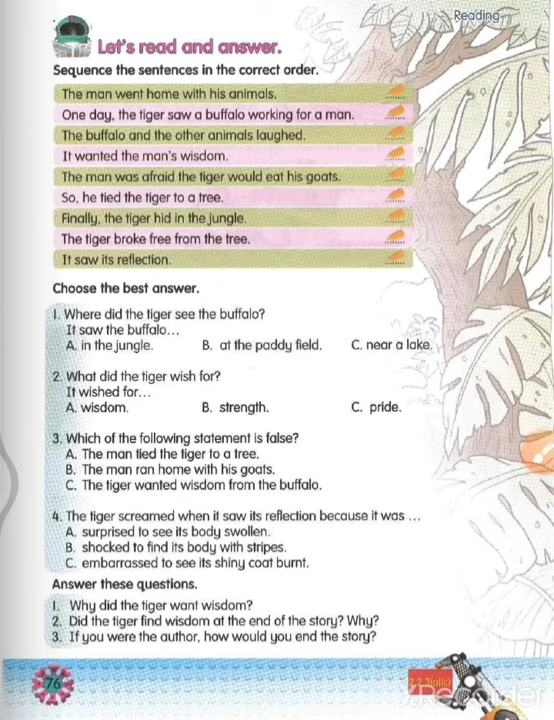 Reading
Let's read and answer.
Sequence the sentences in the correct order.
The man went home with his animals.
One day, the tiger saw a buffalo working for a man.
The buffalo and the other animals laughed.
It wanted the man's wisdom.
The man was afraid the tiger would eat his goats.
So, he tied the tiger to a tree.
Finally, the tiger hid in the jungle.
The tiger broke free from the tree.
It saw its reflection.
Choose the best answer.
1. Where did the tiger see the buffalo?
It saw the buffalo...
A. in the jungle. B. at the paddy field. C. near a lake.
2. What did the tiger wish for?
It wished for...
A. wisdom. B. strength. C. pride.
3. Which of the following statement is false?
A. The man tied the tiger to a tree.
B. The man ran home with his goats.
C. The tiger wanted wisdom from the buffalo.
4. The tiger screamed when it saw its reflection because it was ...
A. surprised to see its body swollen.
B. shocked to find its body with stripes.
C. embarrassed to see its shiny coat burnt.
Answer these questions.
1. Why did the tiger want wisdom?
2. Did the tiger find wisdom at the end of the story? Why?
3. If you were the author, how would you end the story?
76
XRecorder